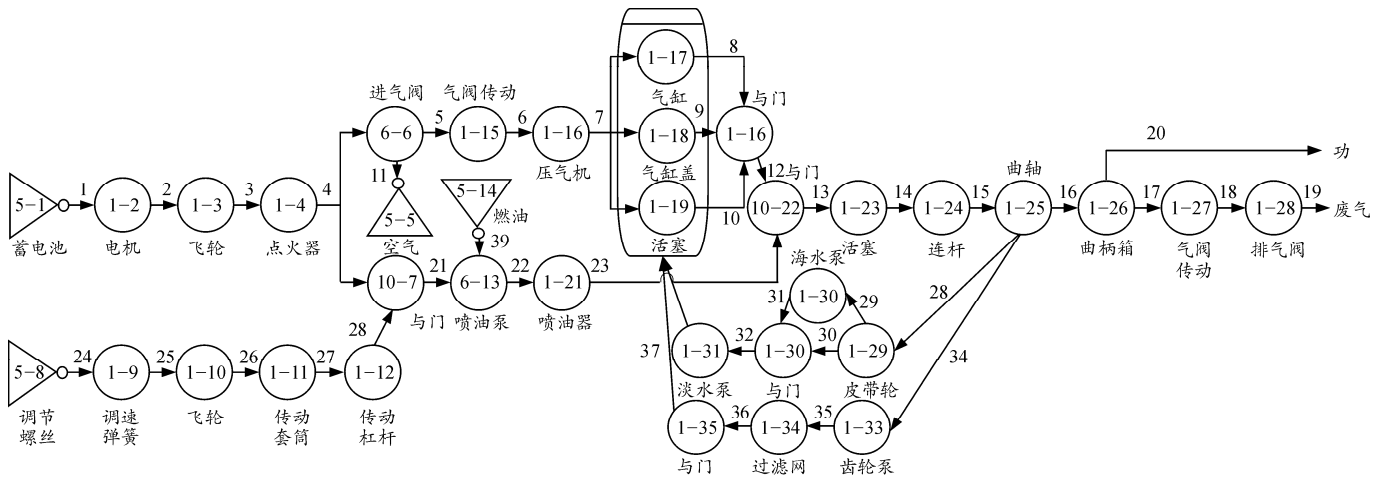 1-17
8
气缸
进气阀
气阀传动
与门
5
6
7
9
6-6
1-15
1-16
1-18
1-16
20
功
11
5-14
压气机
气缸盖
12
与门
曲轴
1
2
3
4
5-5
燃油
1-19
10
10-22
13
14
15
16
17
18
19
5-1
1-2
1-3
1-4
1-23
1-24
1-25
1-26
1-27
1-28
废气
蓄电池
电机
飞轮
点火器
空气
39
活塞
海水泵
活塞
连杆
曲柄箱
气阀
传动
排气阀
21
22
23
10-7
6-13
1-21
1-30
28
与门
喷油泵
喷油器
31
29
28
24
25
26
27
37
32
30
34
5-8
1-9
1-10
1-11
1-12
1-31
1-30
1-29
调节
螺丝
调速
弹簧
飞轮
传动
套筒
传动
杠杆
淡水泵
与门
皮带轮
36
35
1-35
1-34
1-33
与门
过滤网
齿轮泵